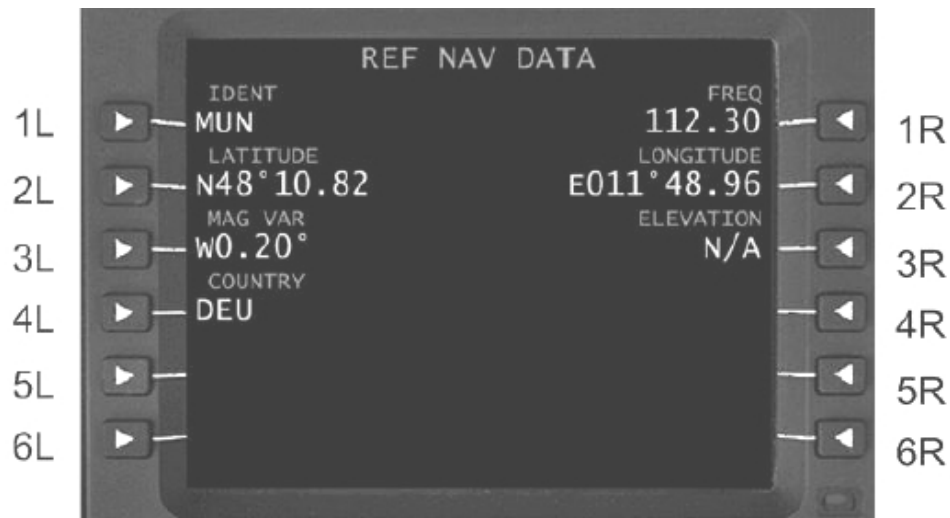 REF NAV DATA
IDENT FREQ
1L MUN 112.30 1R
LATITUDE LONGITUDE
2L N48°10.82 E011°48.96 2R
MAG VAR ELEVATION
3L W0.20° N/A 3R
COUNTRY
4L DEU 4R
5L 5R
6L 6R